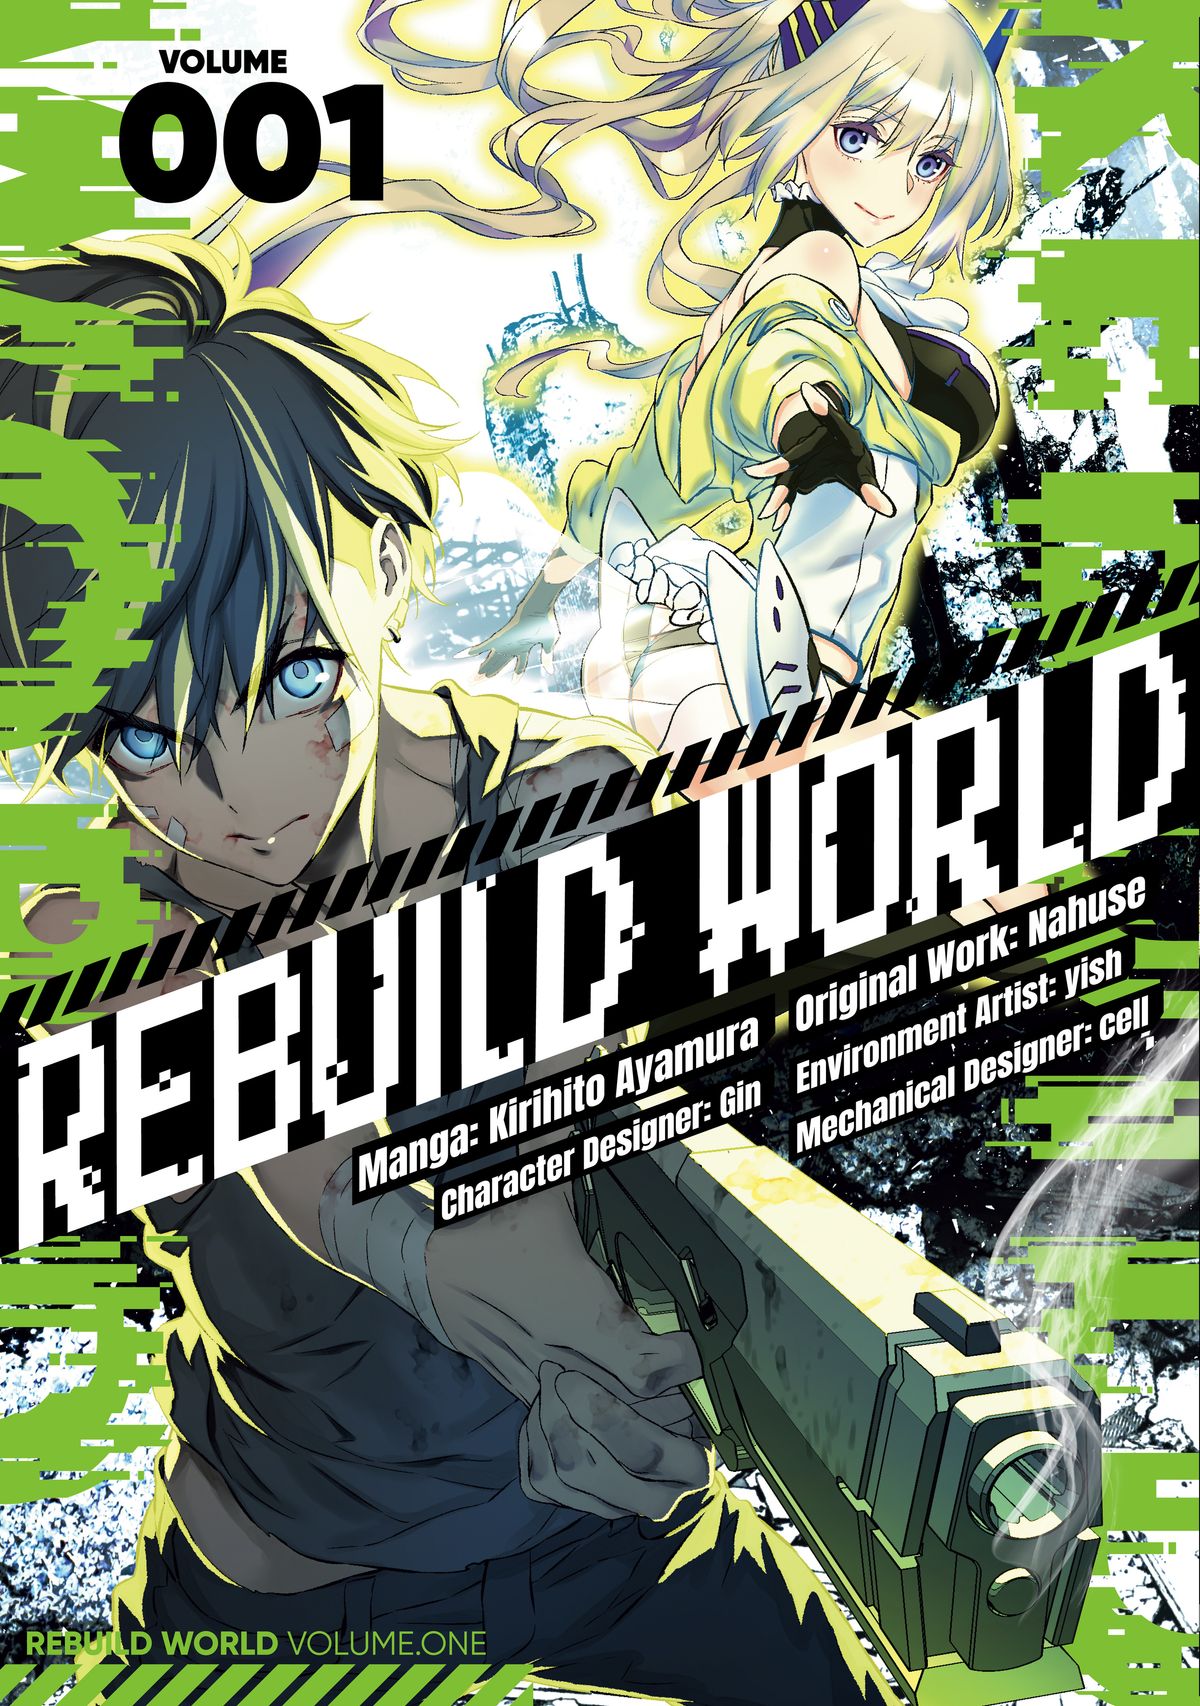 VOLUME
001
REBUILD WORLD
Manga: Kirihito Ayamura
Character Designer: Gin
Original Work: Nahuse
Environment Artist: yish
Mechanical Designer: cell
REBUILD WORLD VOLUME.ONE